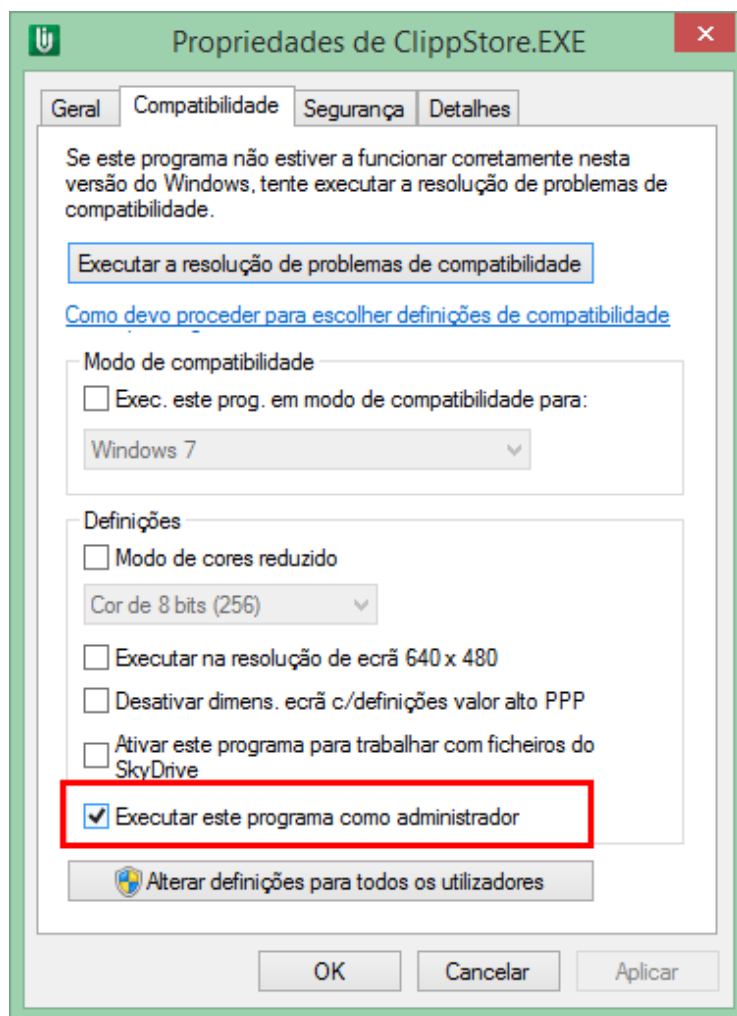 Propriedades de ClippStore.EXE
Geral Compatibilidade Segurança Detalhes
Se este programa não estiver a funcionar corretamente nesta
versão do Windows, tente executar a resolução de problemas de
compatibilidade.
Executar a resolução de problemas de compatibilidade
Como devo proceder para escolher definições de compatibilidade
Modo de compatibilidade
Exec. este prog. em modo de compatibilidade para:
Windows 7
Definições
Modo de cores reduzido
Cor de 8 bits (256)
Executar na resolução de ecrã 640 x 480
Desativar dimens. ecrã c/definições valor alto PPP
Ativar este programa para trabalhar com ficheiros do
SkyDrive
Executar este programa como administrador
Alterar definições para todos os utilizadores
OK Cancelar Aplicar